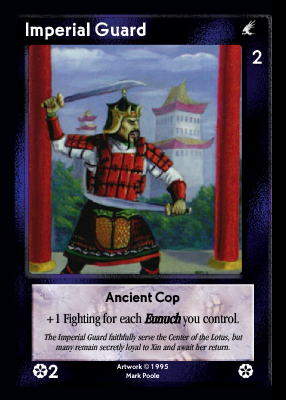 Imperial Guard
2
Ancient Cop
+1 Fighting for each Eunuch you control.
The Imperial Guard faithfully serve the Center of the Lotus, but
many remain secretly loyal to Xin and await her return.
2
Artwork © 1995
Mark Poole